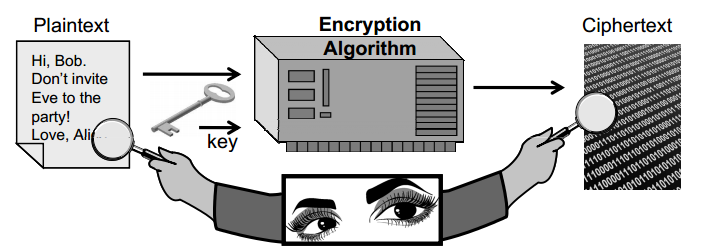 Plaintext
Encryption
Algorithm
Ciphertext
Hi, Bob.
Don't invite
Eve to the
party!
Love, Ali
key